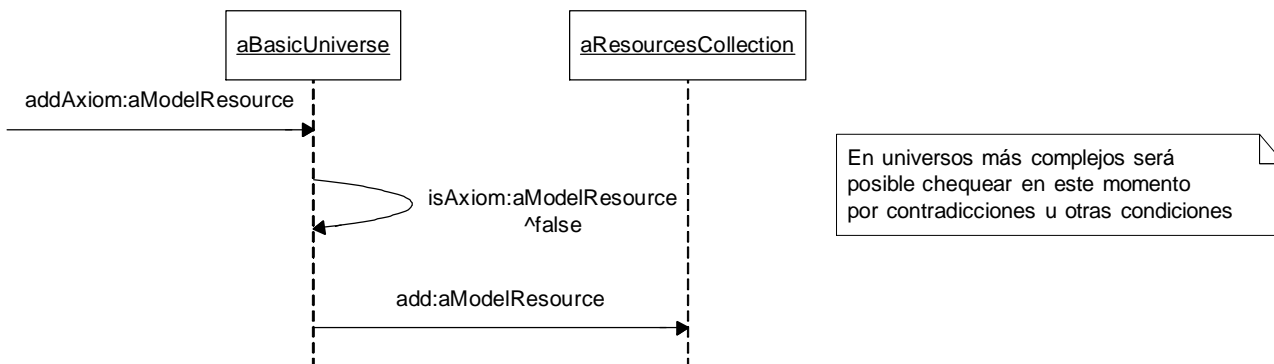 aBasicUniverse
aResourcesCollection
addAxiom:aModelResource
isAxiom:aModelResource
^false
add:aModelResource
En universos más complejos será
posible chequear en este momento
por contradicciones u otras condiciones